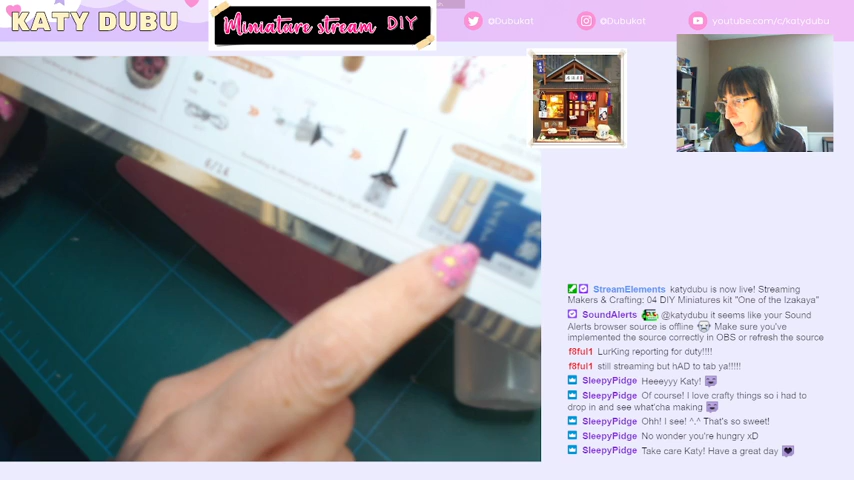 KATY DUBU
Miniature stream DIY
@Dubukat
@Dubukat
youtube.com/c/katydubu
6/14
StreamElements katydubu is now live! Streaming
Makers & Crafting: 04 DIY Miniatures kit "One of the Izakaya"
SoundAlerts @katydubu it seems like your Sound
Alerts browser source is offline Make sure you've
implemented the source correctly in OBS or refresh the source
f8ful1 LurKing reporting for duty!!!!
f8ful1 still streaming but hAD to tab ya!!!!!
SleepyPidge Heeeyyy Katy!
SleepyPidge Of course! I love crafty things so i had to
drop in and see what'cha making
SleepyPidge Ohh! I see! ^.^ That's so sweet!
SleepyPidge No wonder you're hungry xD
SleepyPidge Take care Katy! Have a great day